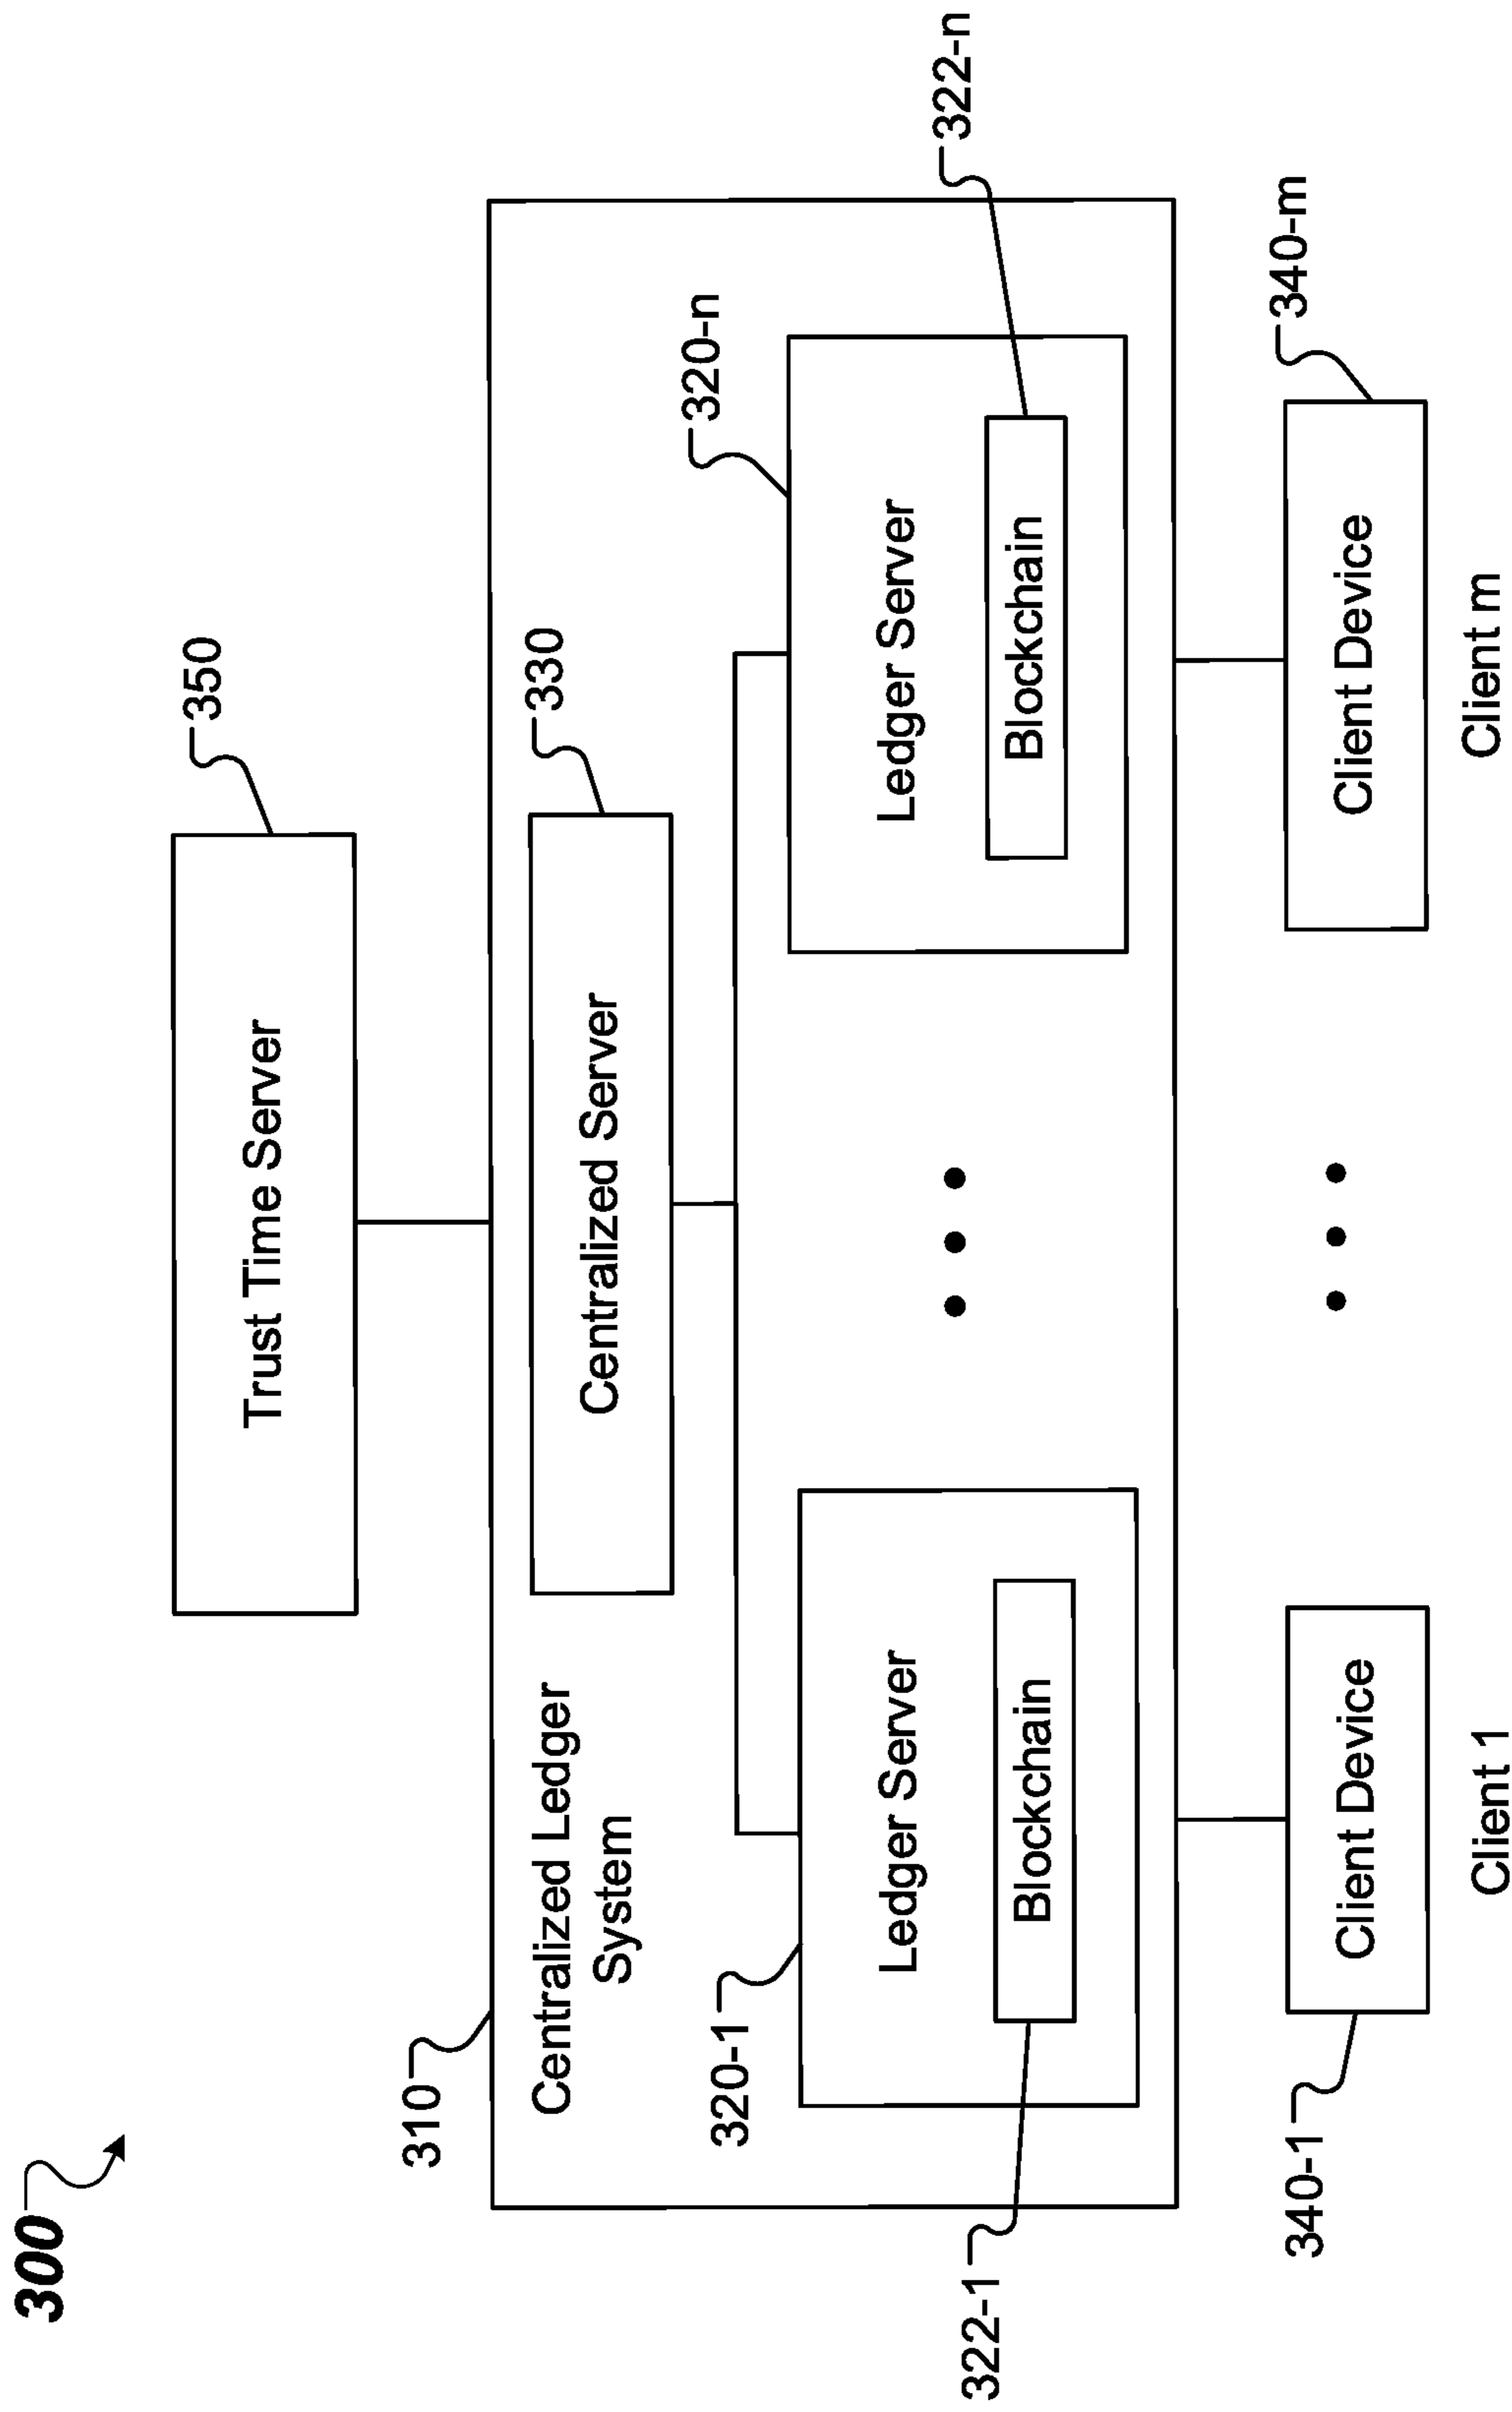 300
Trust Time Server
350
310
Centralized Ledger
System
Centralized Server
330
320-1
Ledger Server
Blockchain
322-1
320-n
Ledger Server
Blockchain
322-n
340-1
Client Device
Client 1
340-m
Client Device
Client m